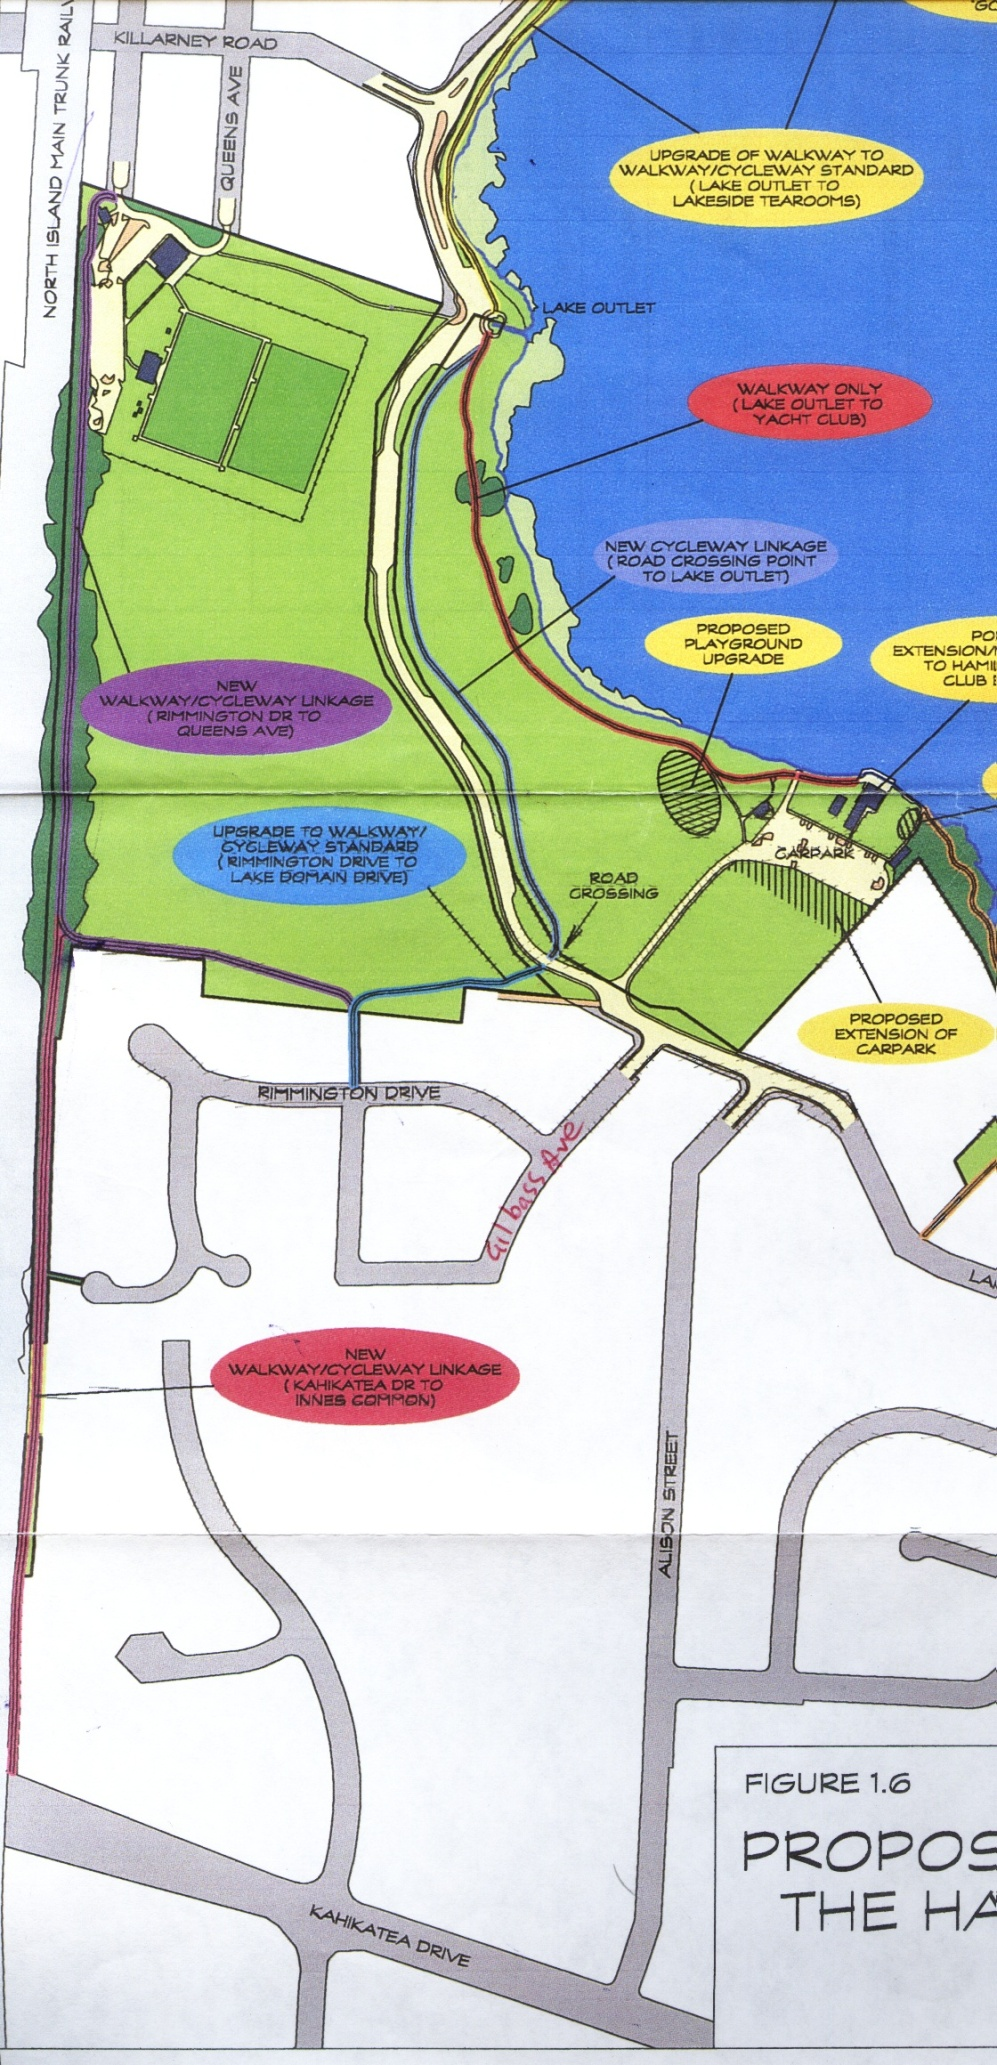 KILLARNEY ROAD
QUEENS AVE
NORTH ISLAND MAIN TRUNK
UPGRADE OF WALKWAY TO
WALKWAY/CYCLEWAY STANDARD
(LAKE OUTLET TO
LAKESIDE TEAROOMS)
LAKE OUTLET
WALKWAY ONLY
(LAKE OUTLET TO
YACHT CLUB)
NEW CYCLEWAY LINKAGE
(ROAD CROSSING POINT
TO LAKE OUTLET)
PROPOSED
PLAYGROUND
UPGRADE
EXTENSION/
TO HAMI
CLUB
NEW
WALKWAY/CYCLEWAY LINKAGE
(RIMMINGTON DR TO
QUEENS AVE)
UPGRADE TO WALKWAY/
CYCLEWAY STANDARD
(RIMMINGTON DRIVE TO
LAKE DOMAIN DRIVE)
CARPARK
ROAD
CROSSING
PROPOSED
EXTENSION OF
CARPARK
RIMMINGTON DRIVE
Gilbass Ave
LA
NEW
WALKWAY/CYCLEWAY LINKAGE
(KAHIKATEA DR TO
INNES COMMON)
ALISON STREET
KAHIKATEA DRIVE
FIGURE 1.6
PROPOS
THE HA